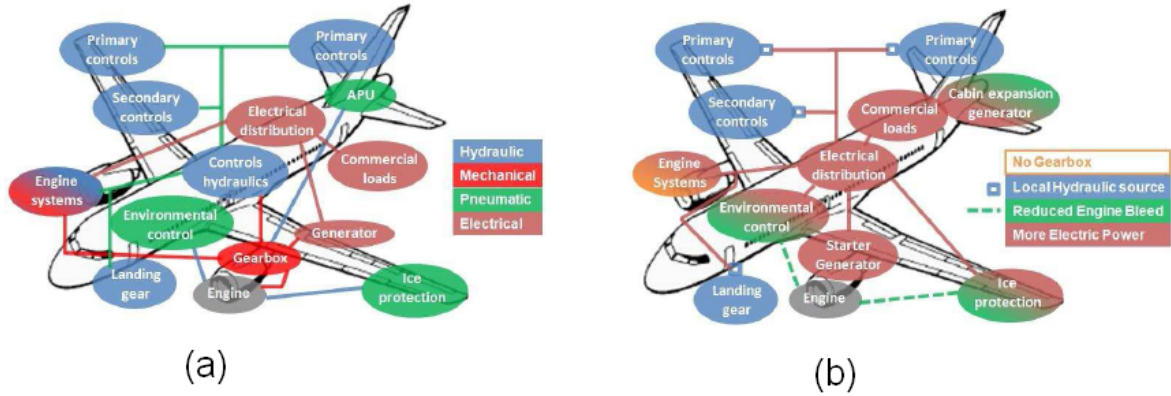 Primary
controls
Primary
controls
APU
Secondary
controls
Electrical
distribution
Commercial
loads
Controls
hydraulics
Engine
systems
Environmental
control
Generator
Gearbox
Landing
gear
Engine
Ice
protection
Hydraulic
Mechanical
Pneumatic
Electrical
(a)
Primary
controls
Primary
controls
Secondary
controls
Commercial
loads
Cabin expansion
generator
Engine
Systems
Electrical
distribution
Environmental
control
Starter
Generator
Landing
gear
Engine
Ice
protection
No Gearbox
Local Hydraulic source
Reduced Engine Bleed
More Electric Power
(b)